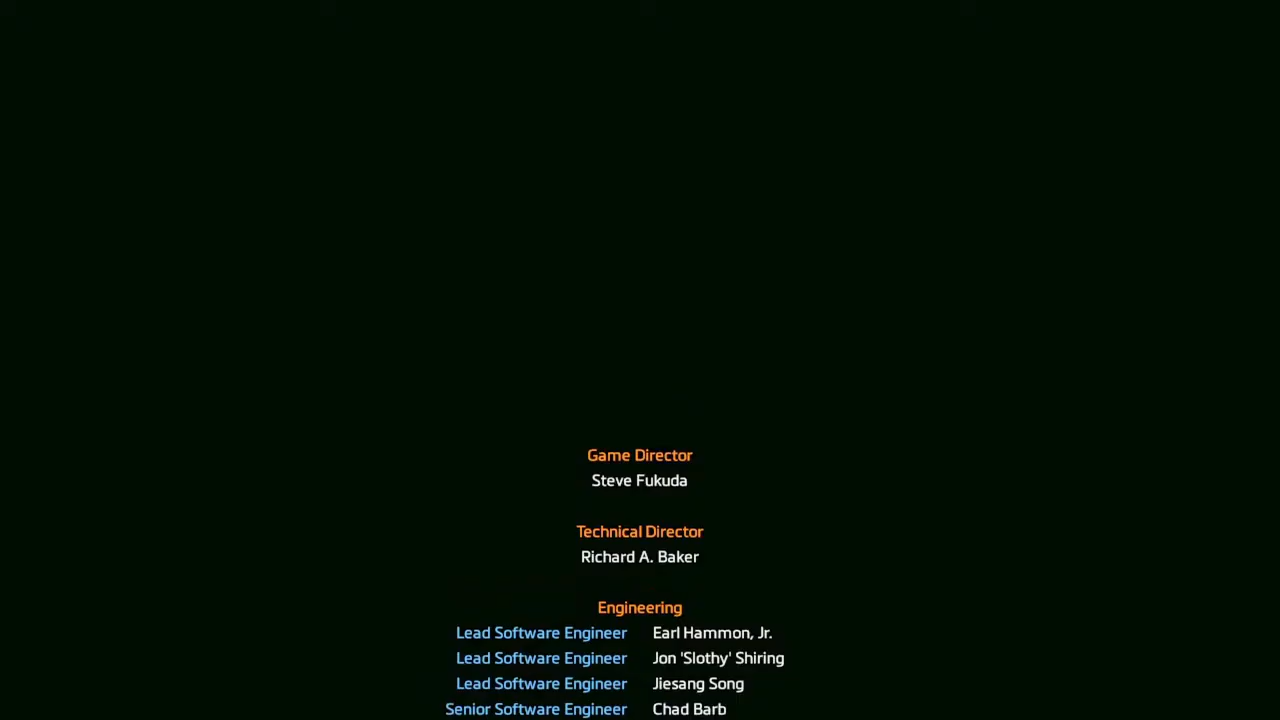 Game Director
Steve Fukuda
Technical Director
Richard A. Baker
Engineering
Lead Software Engineer Earl Hammon, Jr.
Lead Software Engineer Jon 'Slothy' Shiring
Lead Software Engineer Jiesang Song
Senior Software Engineer Chad Barb